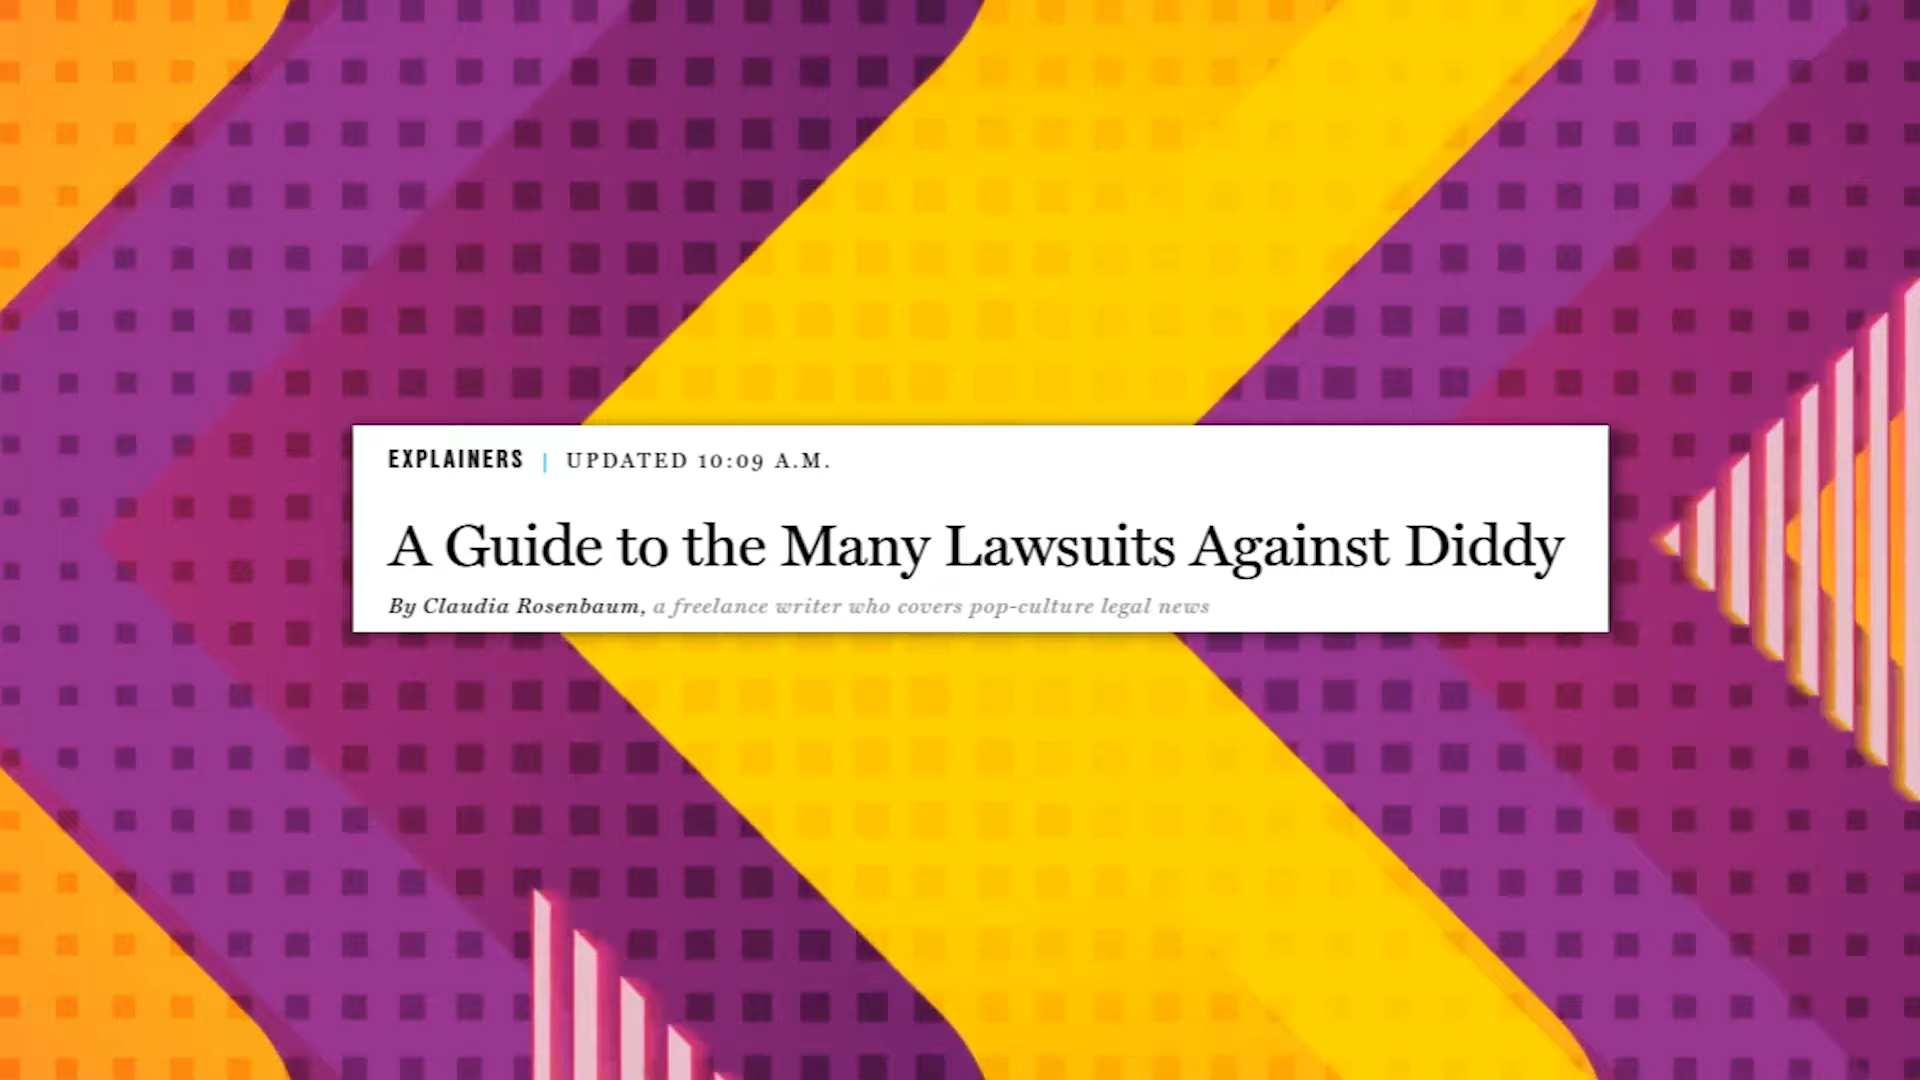 EXPLAINERS | UPDATED 10:09 A.M.
A Guide to the Many Lawsuits Against Diddy
By Claudia Rosenbaum, a freelance writer who covers pop-culture legal news